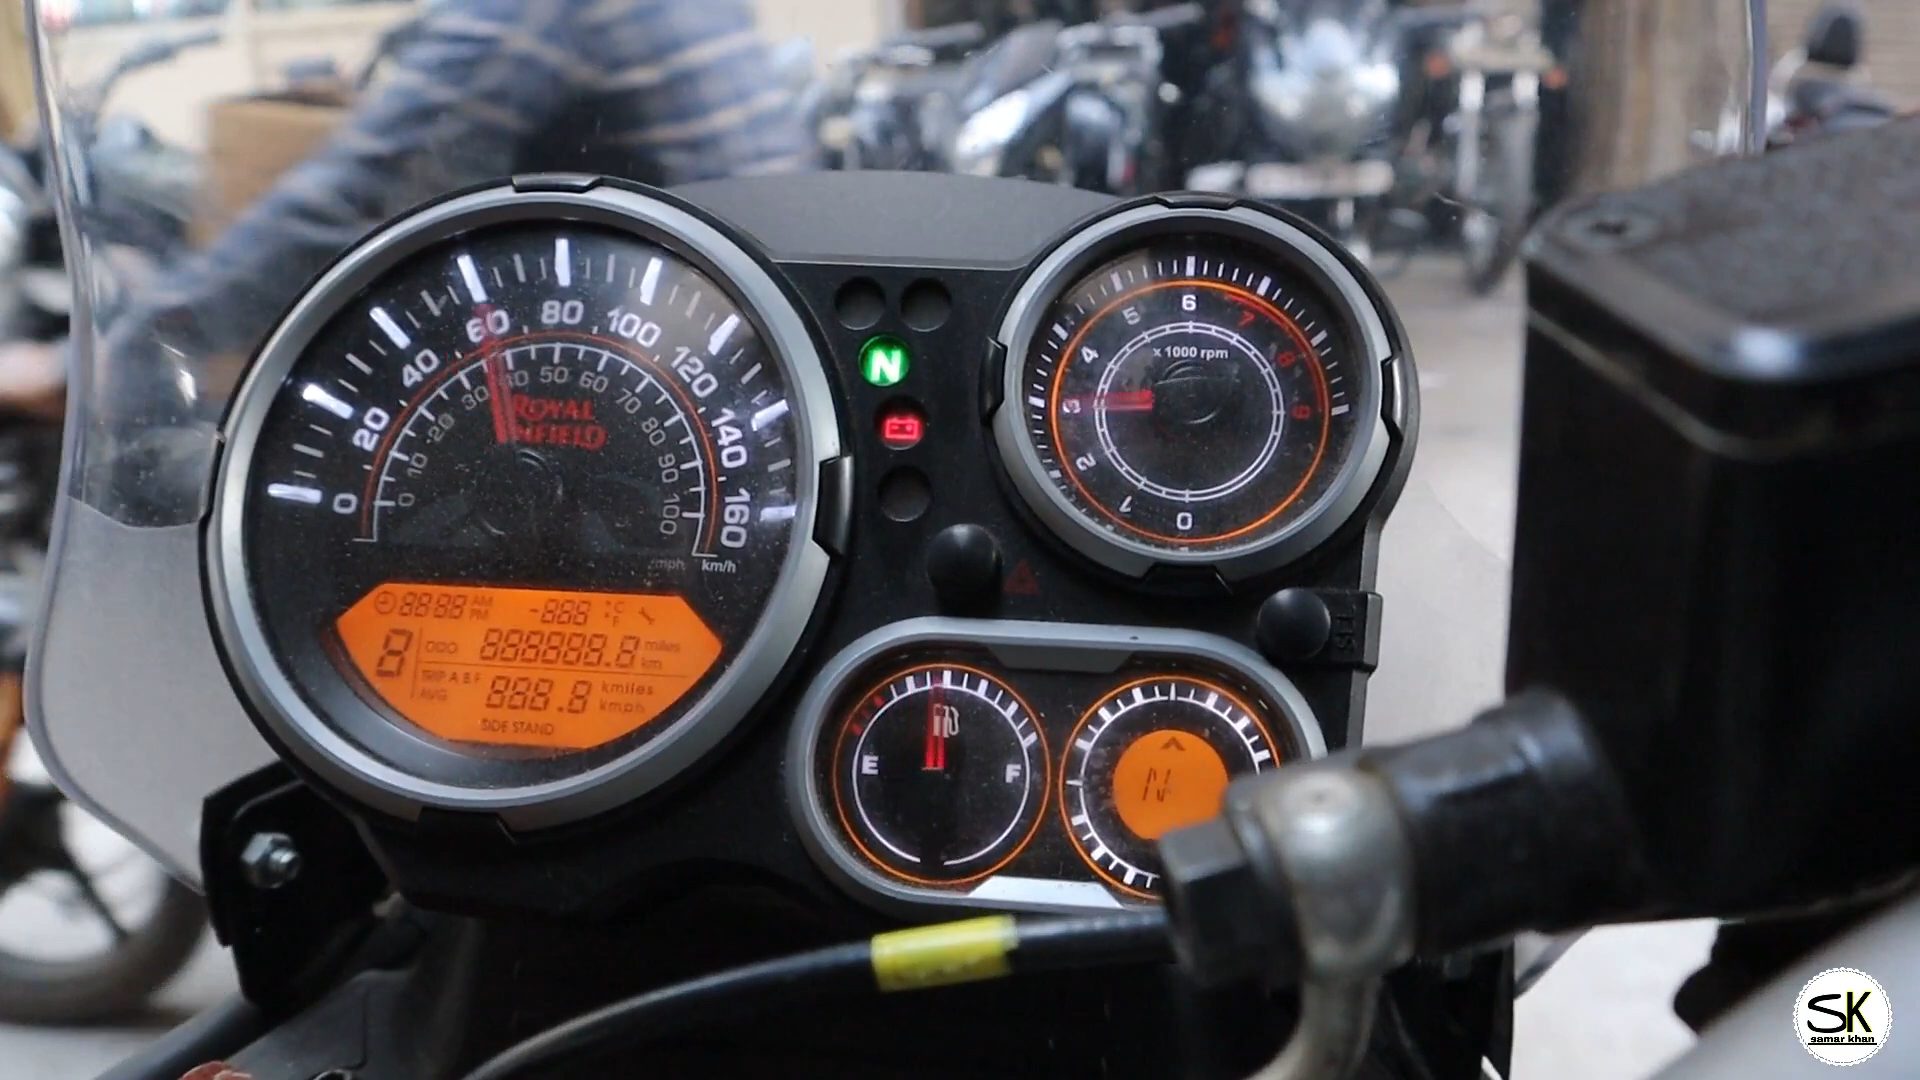 0 20 40 60 80 100 120 140 160
0 10 20 30 40 50 60 70 80 90 100
ROYAL
ENFIELD
mph km/h
88:88 AM
PM
-888 °C
°F
8
ODO 888888.8 miles
km
TRIP A B F
AVG
888.8 kmiles
kmph
SIDE STAND
N
0 1 2 3 4 5 6 7 8 9
x 1000 rpm
SET
E F
N
SK
samar khan